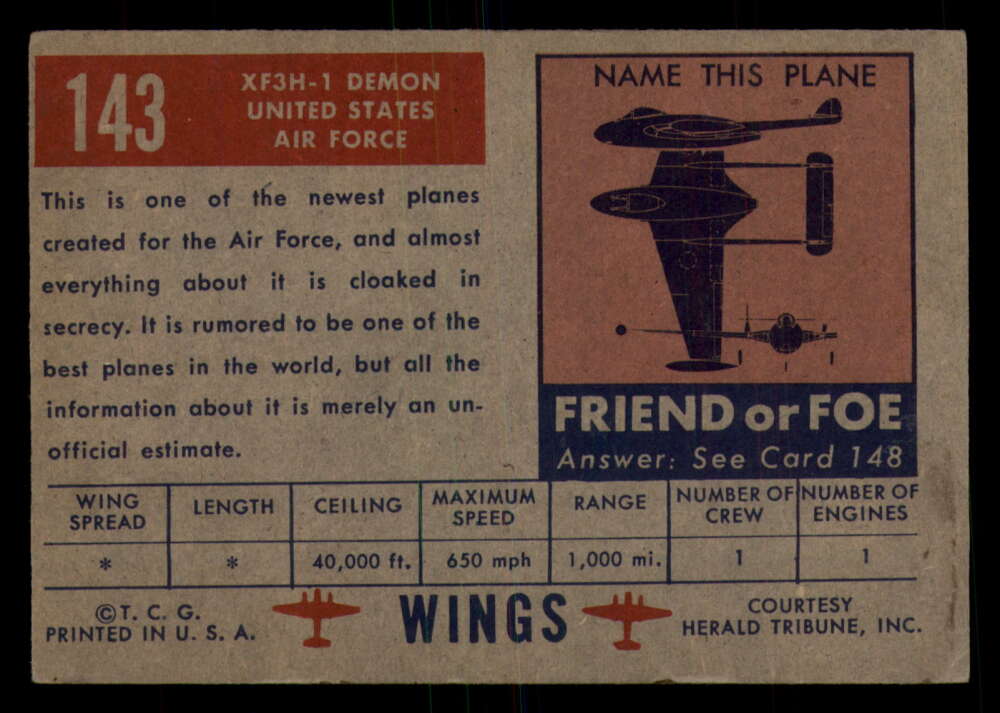 143
XF3H-1 DEMON
UNITED STATES
AIR FORCE
This is one of the newest planes
created for the Air Force, and almost
everything about it is cloaked in
secrecy. It is rumored to be one of the
best planes in the world, but all the
information about it is merely an un-
official estimate.
NAME THIS PLANE
FRIEND or FOE
Answer: See Card 148
WING SPREAD LENGTH CEILING MAXIMUM SPEED RANGE NUMBER OF CREW NUMBER OF ENGINES
* * 40,000 ft. 650 mph 1,000 mi. 1 1
©T. C. G.
PRINTED IN U. S. A.
WINGS
COURTESY
HERALD TRIBUNE, INC.